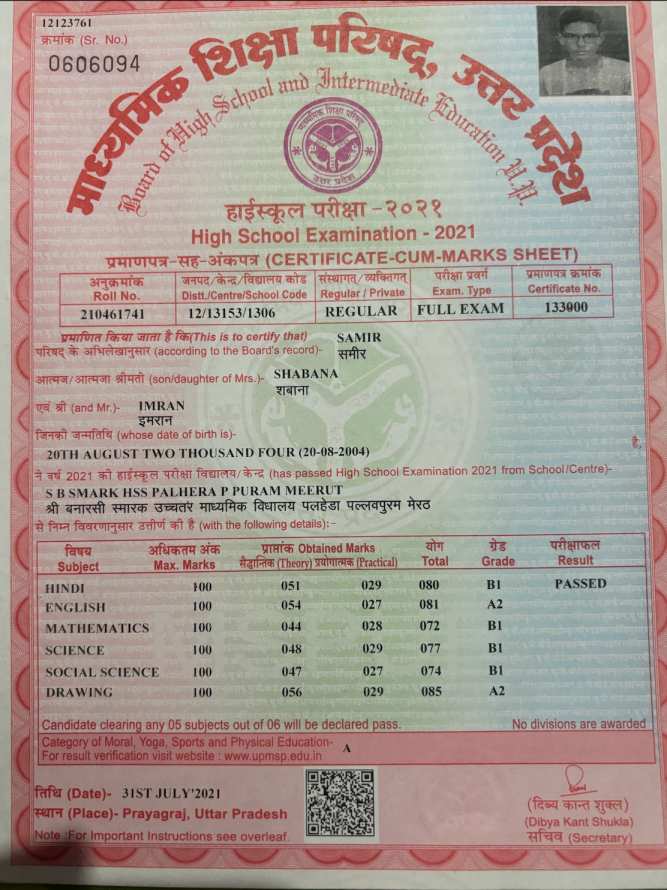 12123761
क्रमांक (Sr. No.)
0606094
माध्यमिक शिक्षा परिषद्, उत्तर प्रदेश
Board of High School and Intermediate Education U.P.
माध्यमिक शिक्षा परिषद्
उत्तर प्रदेश
हाईस्कूल परीक्षा -२०२१
High School Examination - 2021
प्रमाणपत्र-सह-अंकपत्र (CERTIFICATE-CUM-MARKS SHEET)
अनुक्रमांक जनपद/केन्द्र/विद्यालय कोड संस्थागत/व्यक्तिगत् परीक्षा प्रवर्ग प्रमाणपत्र क्रमांक
Roll No. Distt./Centre/School Code Regular / Private Exam. Type Certificate No.
210461741 12/13153/1306 REGULAR FULL EXAM 133000
प्रमाणित किया जाता है कि(This is to certify that) SAMIR
परिषद् के अभिलेखानुसार (according to the Board's record)- समीर
आत्मज/आत्मजा श्रीमती (son/daughter of Mrs.)- SHABANA
शबाना
एवं श्री (and Mr.)- IMRAN
इमरान
जिनकी जन्मतिथि (whose date of birth is)-
20TH AUGUST TWO THOUSAND FOUR (20-08-2004) है,
ने वर्ष 2021 की हाईस्कूल परीक्षा विद्यालय/केन्द्र (has passed High School Examination 2021 from School/Centre)-
S B SMARK HSS PALHERA P PURAM MEERUT
श्री बनारसी स्मारक उच्चतर माध्यमिक विधालय पलहेडा पल्लवपुरम मेरठ
से निम्न विवरणानुसार उत्तीर्ण की है (with the following details):-
विषय अधिकतम अंक प्राप्तांक Obtained Marks योग ग्रेड परीक्षाफल
Subject Max. Marks सैद्धान्तिक (Theory) प्रयोगात्मक (Practical) Total Grade Result
HINDI 100 051 029 080 B1 PASSED
ENGLISH 100 054 027 081 A2
MATHEMATICS 100 044 028 072 B1
SCIENCE 100 048 029 077 B1
SOCIAL SCIENCE 100 047 027 074 B1
DRAWING 100 056 029 085 A2
Candidate clearing any 05 subjects out of 06 will be declared pass. No divisions are awarded
Category of Moral, Yoga, Sports and Physical Education- A
For result verification visit website : www.upmsp.edu.in
तिथि (Date)- 31ST JULY'2021
स्थान (Place)- Prayagraj, Uttar Pradesh
Note :For Important Instructions see overleaf.
(दिब्य कान्त शुक्ल)
(Dibya Kant Shukla)
सचिव (Secretary)